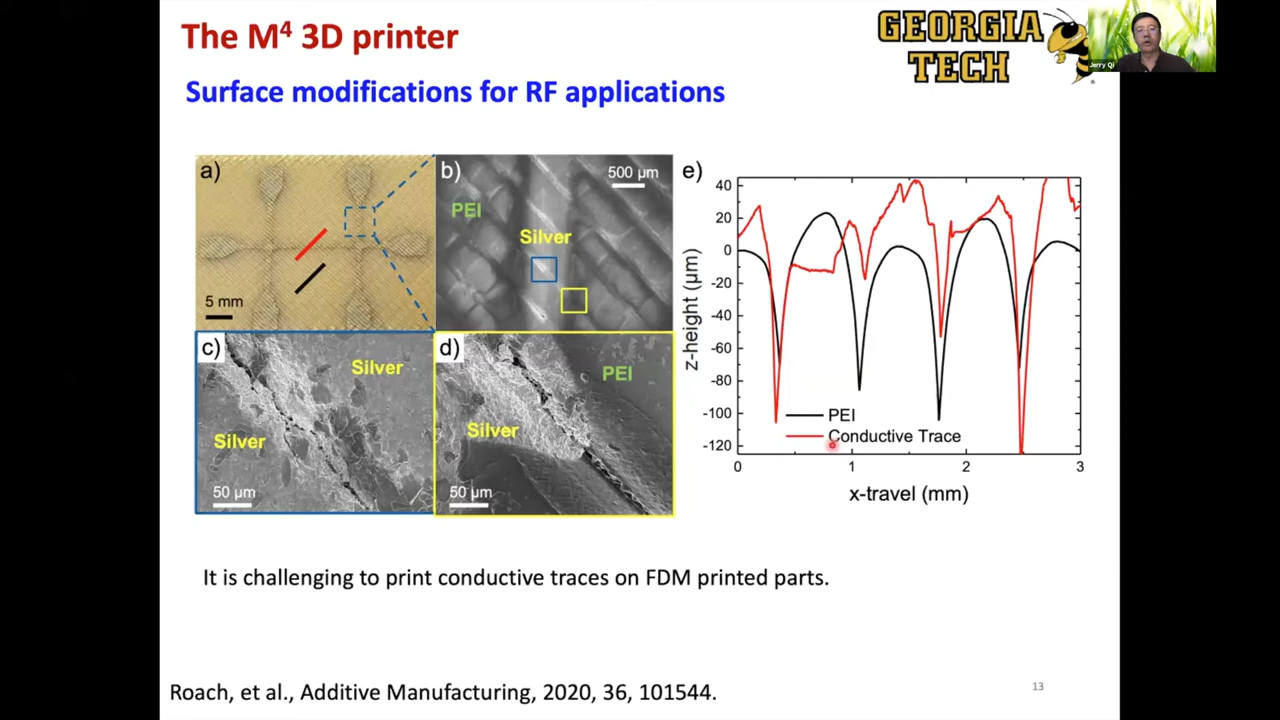 The M⁴ 3D printer
GEORGIA
TECH
Jerry Qi
Surface modifications for RF applications
a)
5 mm
b)
500 µm
PEI
Silver
c)
Silver
Silver
50 µm
d)
PEI
Silver
50 µm
e)
40
20
0
-20
-40
-60
-80
-100
-120
z-height (µm)
PEI
Conductive Trace
0
1
2
3
x-travel (mm)
It is challenging to print conductive traces on FDM printed parts.
Roach, et al., Additive Manufacturing, 2020, 36, 101544.
13